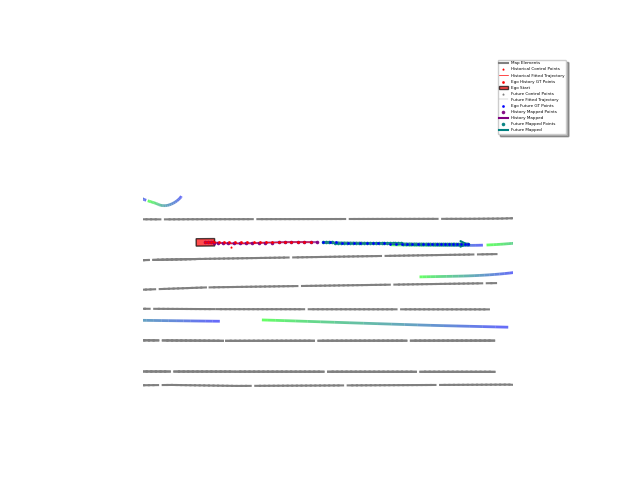 Map Elements
Historical Control Points
Historical Fitted Trajectory
Ego History GT Points
Ego Start
Future Control Points
Future Fitted Trajectory
Ego Future GT Points
History Mapped Points
History Mapped
Future Mapped Points
Future Mapped